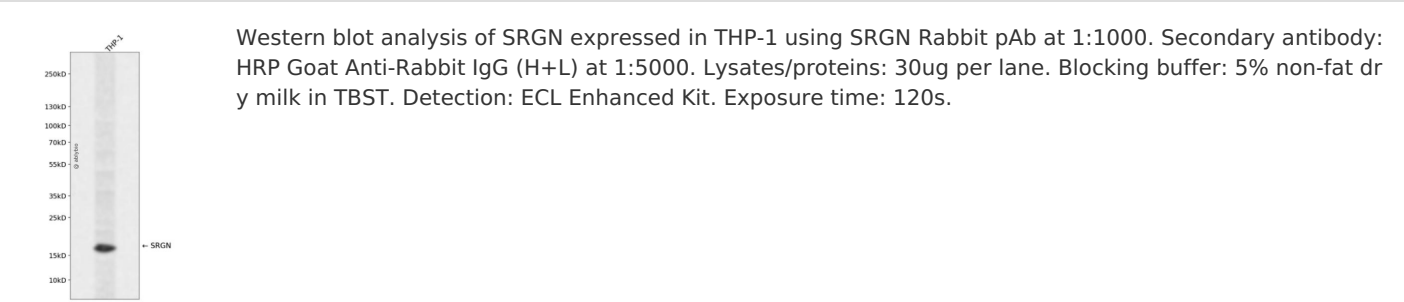 THP-1
250kD
130kD
100kD
70kD
55kD
35kD
25kD
15kD
10kD
@ ablybio
← SRGN
Western blot analysis of SRGN expressed in THP-1 using SRGN Rabbit pAb at 1:1000. Secondary antibody:
HRP Goat Anti-Rabbit IgG (H+L) at 1:5000. Lysates/proteins: 30ug per lane. Blocking buffer: 5% non-fat dr
y milk in TBST. Detection: ECL Enhanced Kit. Exposure time: 120s.